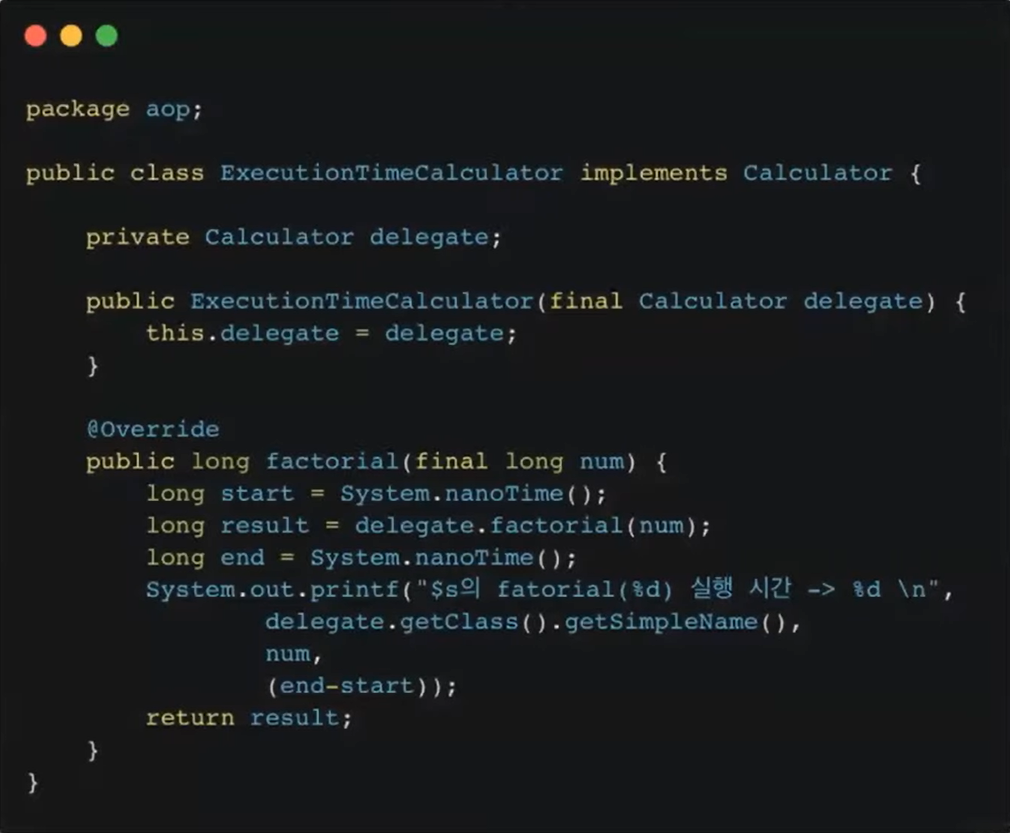 package aop;
public class ExecutionTimeCalculator implements Calculator {
private Calculator delegate;
public ExecutionTimeCalculator(final Calculator delegate) {
this.delegate = delegate;
}
@Override
public long factorial(final long num) {
long start = System.nanoTime();
long result = delegate.factorial(num);
long end = System.nanoTime();
System.out.printf("$s의 fatorial(%d) 실행 시간 -> %d \n",
delegate.getClass().getSimpleName(),
num,
(end-start));
return result;
}
}